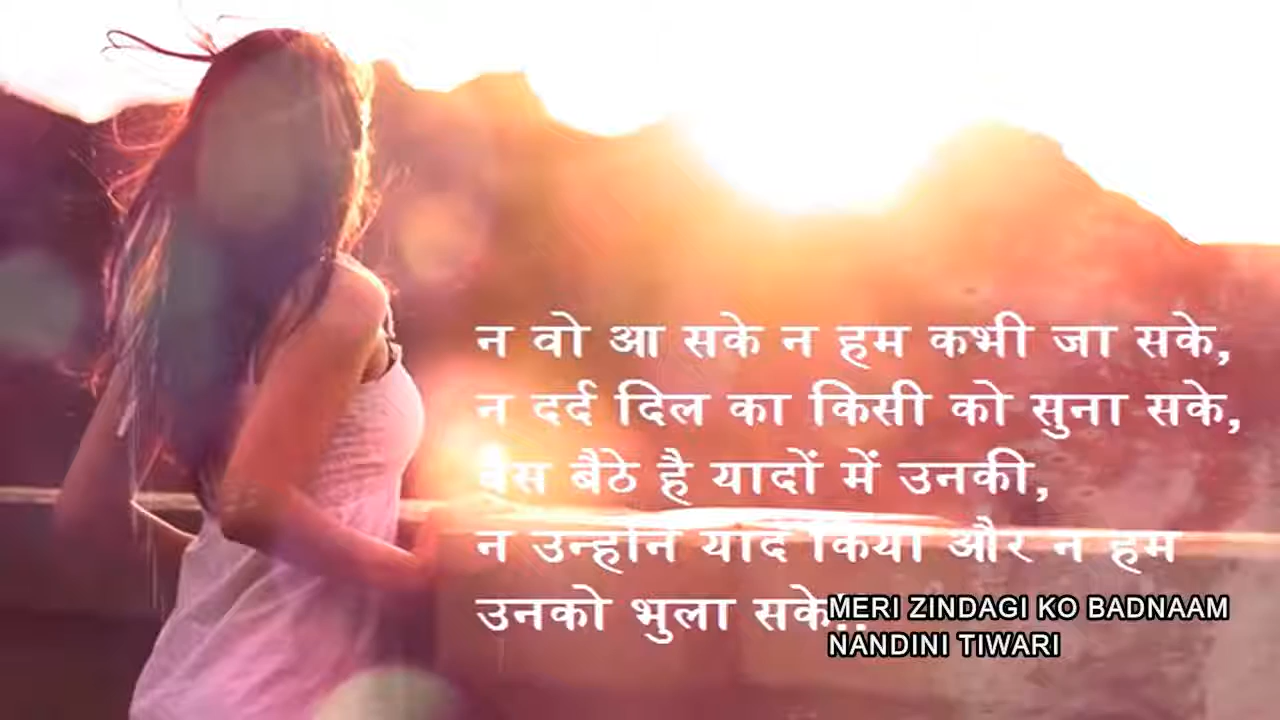 न वो आ सके न हम कभी जा सके,
न दर्द दिल का किसी को सुना सके,
बस बैठे है यादों में उनकी,
न उन्होंने याद किया और न हम
उनको भुला सके..
MERI ZINDAGI KO BADNAAM
NANDINI TIWARI